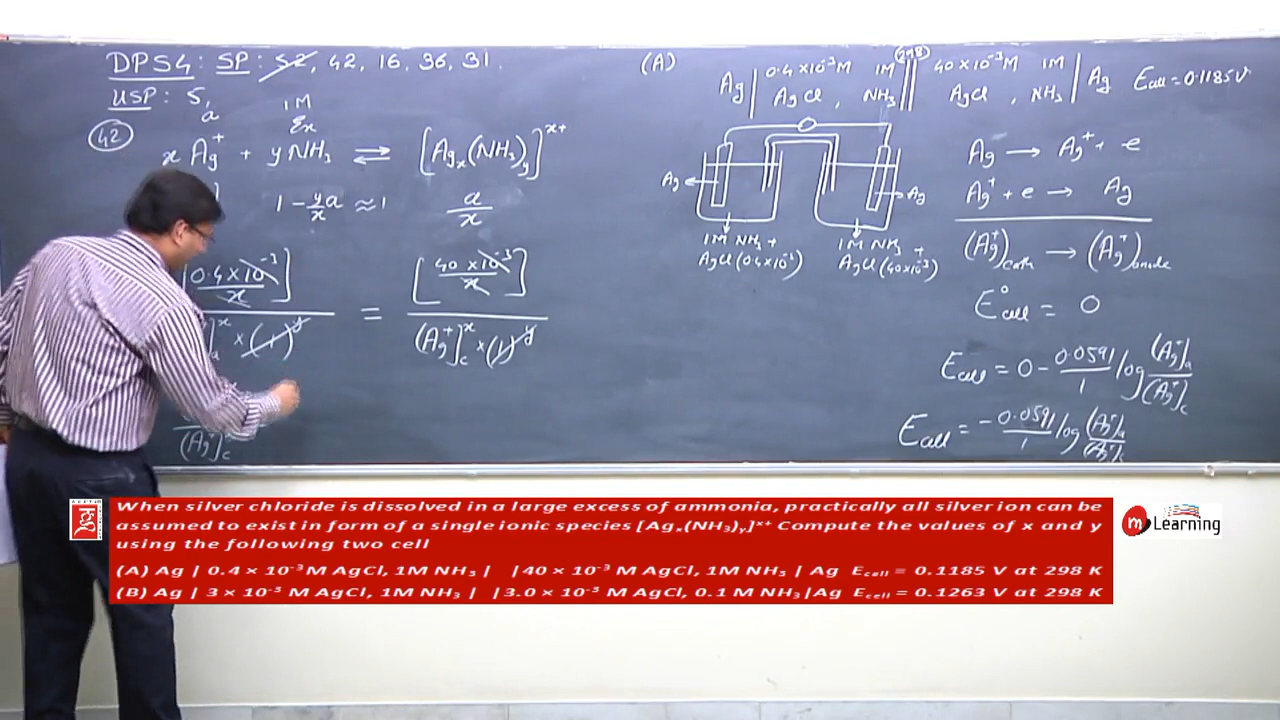 DPS4: SP: 52, 42, 16, 36, 31.
USP: 5,
(42)
a 1M
Ex
x Ag⁺ + y NH₃ ⇌ [Agₓ(NH₃)ᵧ]ˣ⁺
1 - y/x a ≈ 1 a/x
[0.4×10⁻³/x] / x × (1)ʸ = [40×10⁻³/x] / (Ag⁺)ₓc × (1)ʸ
(Ag⁺)c
(A)
Ag | 0.4×10⁻³M AgCl, 1M NH₃ || 40×10⁻³M AgCl, 1M NH₃ | Ag Ecell = 0.1185V
(298)
Ag
Ag
1M NH₃ +
AgCl (0.4×10⁻³)
1M NH₃ +
AgCl (40×10⁻³)
Ag → Ag⁺ + e
Ag⁺ + e → Ag
(Ag⁺)cath → (Ag⁺)anode
E°cell = 0
Ecell = 0 - 0.0591/1 log (Ag⁺)a/(Ag⁺)c
Ecell = -0.0591/1 log (Ag⁺)a/(Ag⁺)c
When silver chloride is dissolved in a large excess of ammonia, practically all silver ion can be
assumed to exist in form of a single ionic species [Agₓ(NH₃)ᵧ]ˣ⁺ Compute the values of x and y
using the following two cell
(A) Ag | 0.4 × 10⁻³ M AgCl, 1M NH₃ | |40 × 10⁻³ M AgCl, 1M NH₃ | Ag Ecell = 0.1185 V at 298 K
(B) Ag | 3 × 10⁻³ M AgCl, 1M NH₃ | |3.0 × 10⁻³ M AgCl, 0.1 M NH₃|Ag Ecell = 0.1263 V at 298 K
m Learning